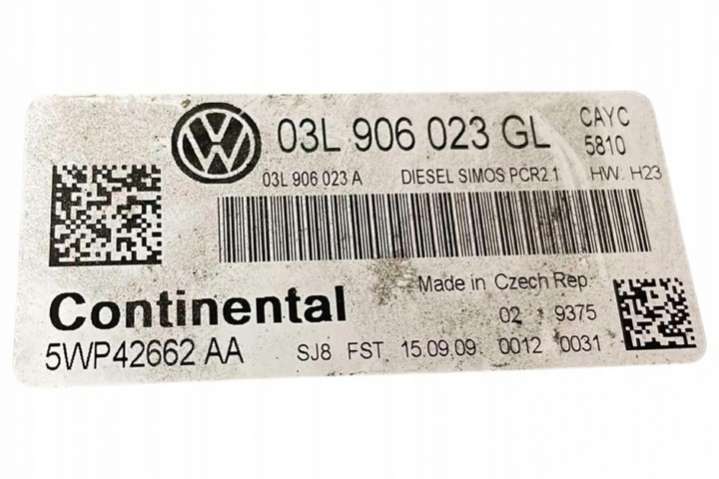 VW 03L 906 023 GL CAYC
5810
03L 906 023 A DIESEL SIMOS PCR2 1 HW H23
Made in Czech Rep.
Continental 02 9375
5WP42662 AA SJ8 FST 15.09.09 0012 0031